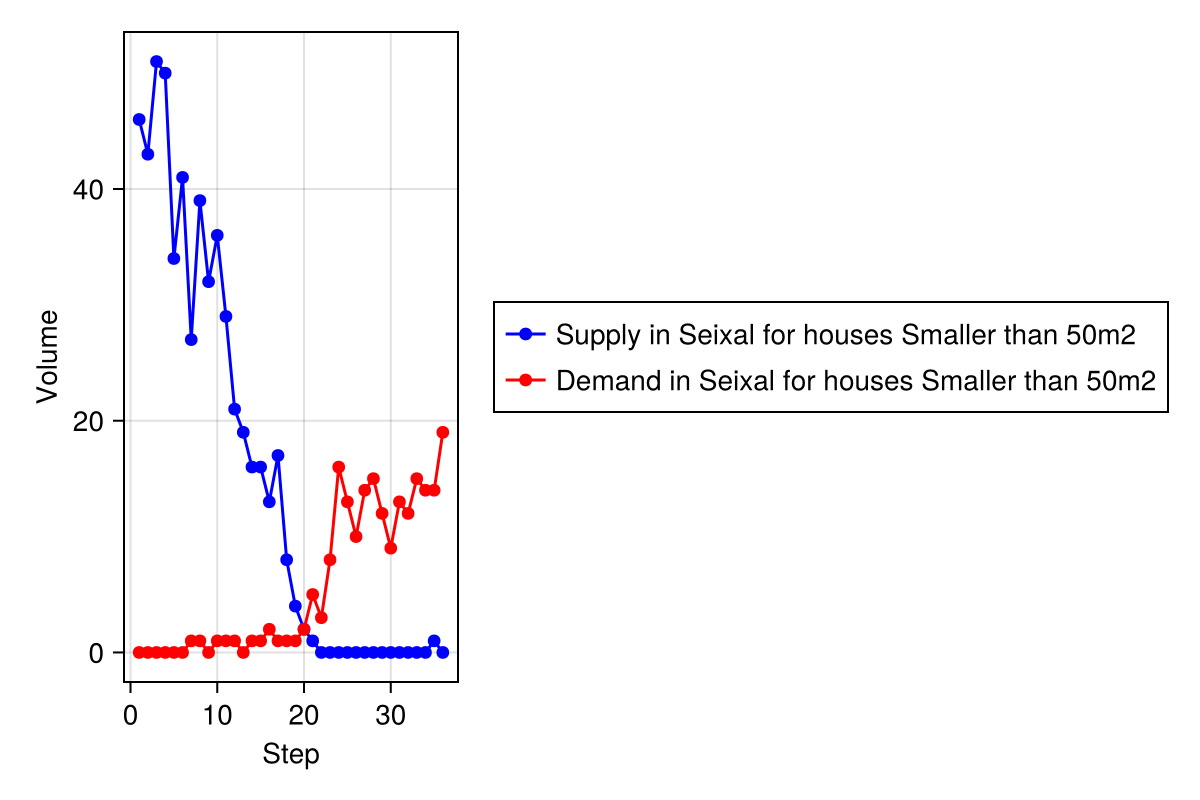 Volume
40
20
0
0 10 20 30
Step
Supply in Seixal for houses Smaller than 50m2
Demand in Seixal for houses Smaller than 50m2